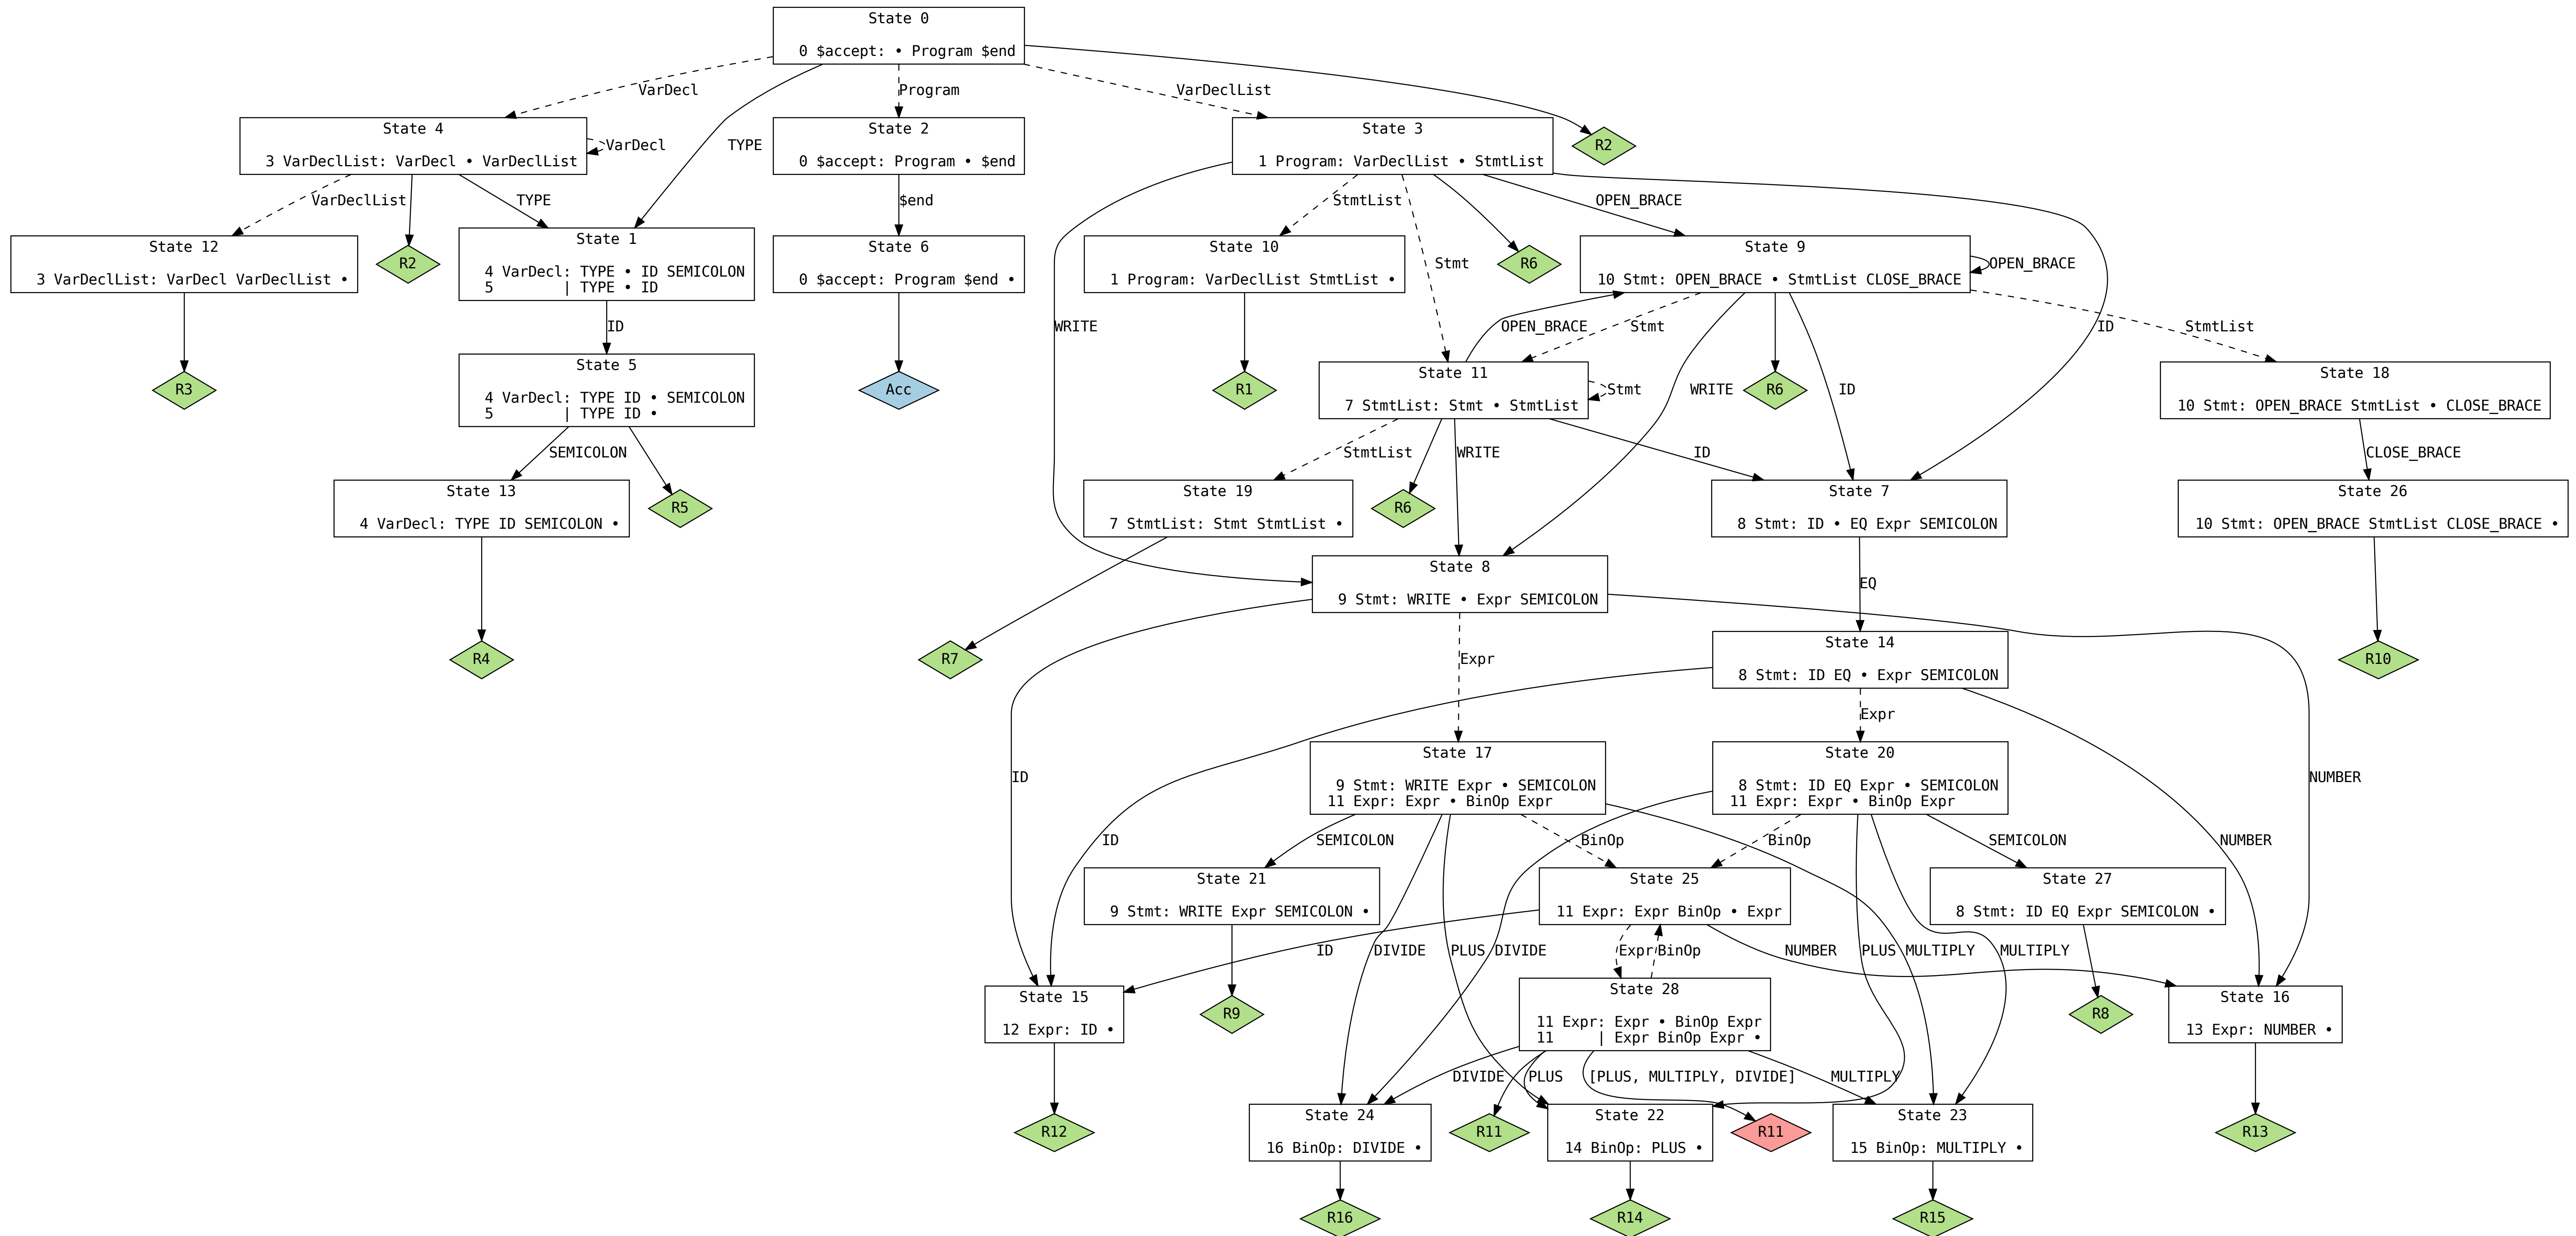 State 0
0 $accept: • Program $end
VarDecl
TYPE
Program
VarDeclList
State 4
3 VarDeclList: VarDecl • VarDeclList
VarDecl
State 2
0 $accept: Program • $end
State 3
1 Program: VarDeclList • StmtList
R2
VarDeclList
TYPE
$end
StmtList
Stmt
OPEN_BRACE
WRITE
ID
State 12
3 VarDeclList: VarDecl VarDeclList •
R2
State 1
4 VarDecl: TYPE • ID SEMICOLON
5 | TYPE • ID
State 6
0 $accept: Program $end •
State 10
1 Program: VarDeclList StmtList •
R6
State 9
10 Stmt: OPEN_BRACE • StmtList CLOSE_BRACE
OPEN_BRACE
ID
OPEN_BRACE
Stmt
WRITE
ID
StmtList
R3
State 5
4 VarDecl: TYPE ID • SEMICOLON
5 | TYPE ID •
Acc
R1
State 11
7 StmtList: Stmt • StmtList
Stmt
R6
State 18
10 Stmt: OPEN_BRACE StmtList • CLOSE_BRACE
SEMICOLON
StmtList
WRITE
ID
CLOSE_BRACE
State 13
4 VarDecl: TYPE ID SEMICOLON •
R5
State 19
7 StmtList: Stmt StmtList •
R6
State 7
8 Stmt: ID • EQ Expr SEMICOLON
State 26
10 Stmt: OPEN_BRACE StmtList CLOSE_BRACE •
State 8
9 Stmt: WRITE • Expr SEMICOLON
EQ
R4
R7
Expr
State 14
8 Stmt: ID EQ • Expr SEMICOLON
R10
Expr
ID
State 17
9 Stmt: WRITE Expr • SEMICOLON
11 Expr: Expr • BinOp Expr
State 20
8 Stmt: ID EQ Expr • SEMICOLON
11 Expr: Expr • BinOp Expr
NUMBER
ID
SEMICOLON
BinOp
BinOp
SEMICOLON
NUMBER
State 21
9 Stmt: WRITE Expr SEMICOLON •
State 25
11 Expr: Expr BinOp • Expr
State 27
8 Stmt: ID EQ Expr SEMICOLON •
ID
DIVIDE
PLUS
DIVIDE
Expr
BinOp
NUMBER
PLUS
MULTIPLY
MULTIPLY
State 15
12 Expr: ID •
R9
State 28
11 Expr: Expr • BinOp Expr
11 | Expr BinOp Expr •
R8
State 16
13 Expr: NUMBER •
DIVIDE
PLUS
[PLUS, MULTIPLY, DIVIDE]
MULTIPLY
R12
State 24
16 BinOp: DIVIDE •
R11
State 22
14 BinOp: PLUS •
R11
State 23
15 BinOp: MULTIPLY •
R13
R16
R14
R15